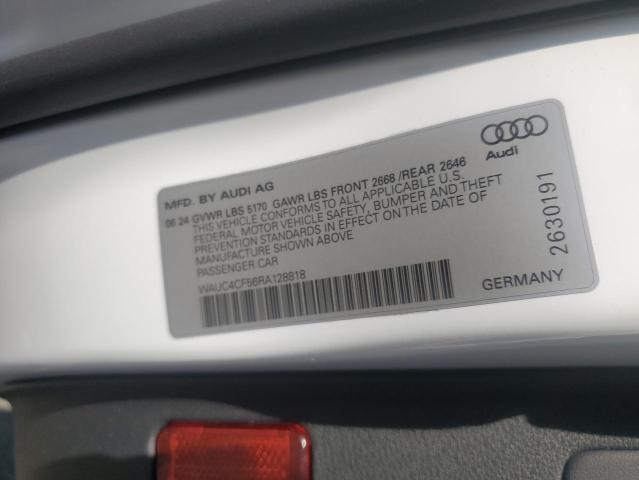 MFD. BY AUDI AG
06 24 GVWR LBS 5170 GAWR LBS FRONT 2668 /REAR 2646
THIS VEHICLE CONFORMS TO ALL APPLICABLE U.S.
FEDERAL MOTOR VEHICLE SAFETY, BUMPER AND THEFT
PREVENTION STANDARDS IN EFFECT ON THE DATE OF
MANUFACTURE SHOWN ABOVE
PASSENGER CAR
WAUC4CF56RA128818
Audi
2630191
GERMANY